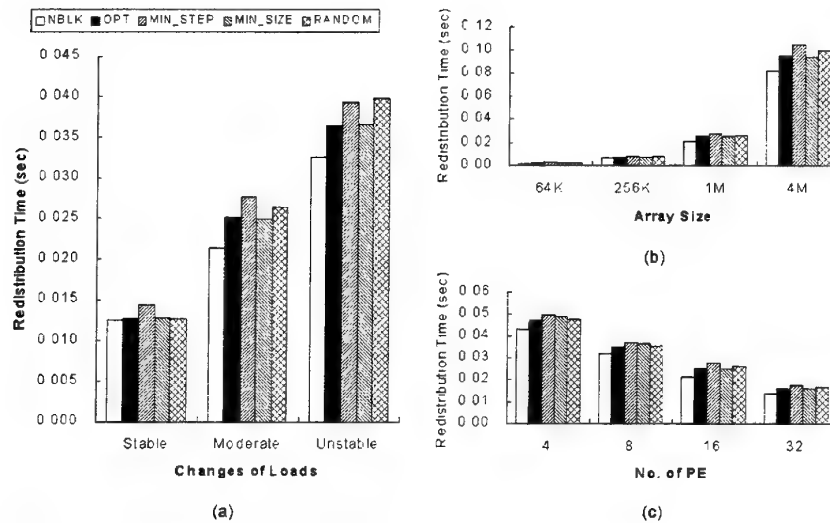 NBLK OPT MIN_STEP MIN_SIZE RANDOM
Redistribution Time (sec)
0.045
0.040
0.035
0.030
0.025
0.020
0.015
0.010
0.005
0.000
Stable Moderate Unstable
Changes of Loads
(a)
Redistribution Time (sec)
0.12
0.10
0.08
0.06
0.04
0.02
0.00
64K 256K 1M 4M
Array Size
(b)
Redistribution Time (sec)
0.06
0.05
0.04
0.03
0.02
0.01
0.00
4 8 16 32
No. of PE
(c)